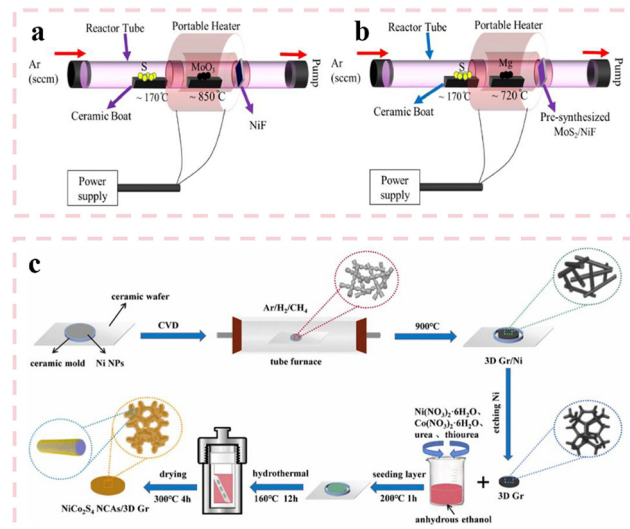 a
Reactor Tube
Portable Heater
Ar
(sccm)
S
MoO₃
Pump
~ 170℃
~ 850℃
Ceramic Boat
NiF
Power
supply
b
Reactor Tube
Portable Heater
Ar
(sccm)
S
Mg
Pump
~ 170℃
~ 720℃
Ceramic Boat
Pre-synthesized
MoS₂/NiF
Power
supply
c
ceramic wafer
ceramic mold
Ni NPs
CVD
Ar/H₂/CH₄
tube furnace
900℃
3D Gr/Ni
etching Ni
3D Gr
+
Ni(NO₃)₂·6H₂O、
Co(NO₃)₂·6H₂O、
urea 、thiourea
anhydrous ethanol
seeding layer
200℃ 1h
hydrothermal
160℃ 12h
drying
300℃ 4h
NiCo₂S₄ NCAs/3D Gr